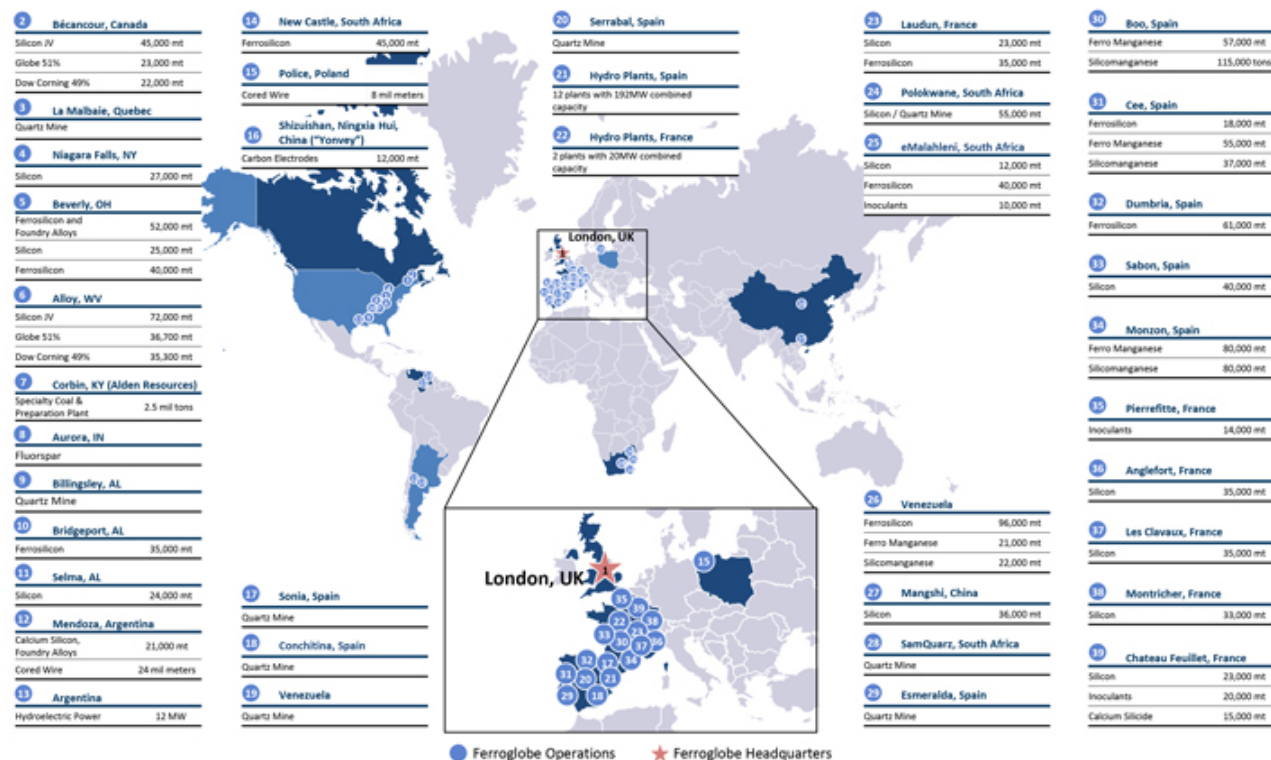 2 Bécancour, Canada
Silicon JV 45,000 mt
Globe 51% 23,000 mt
Dow Corning 49% 22,000 mt
3 La Malbaie, Quebec
Quartz Mine
4 Niagara Falls, NY
Silicon 27,000 mt
5 Beverly, OH
Ferrosilicon and
Foundry Alloys 52,000 mt
Silicon 25,000 mt
Ferrosilicon 40,000 mt
6 Alloy, WV
Silicon JV 72,000 mt
Globe 51% 36,700 mt
Dow Corning 49% 35,300 mt
7 Corbin, KY (Alden Resources)
Specialty Coal &
Preparation Plant 2.5 mil tons
8 Aurora, IN
Fluorspar
9 Billingsley, AL
Quartz Mine
10 Bridgeport, AL
Ferrosilicon 35,000 mt
11 Selma, AL
Silicon 24,000 mt
12 Mendoza, Argentina
Calcium Silicon,
Foundry Alloys 21,000 mt
Cored Wire 24 mil meters
13 Argentina
Hydroelectric Power 12 MW
14 New Castle, South Africa
Ferrosilicon 45,000 mt
15 Police, Poland
Cored Wire 8 mil meters
16 Shizuishan, Ningxia Hui,
China ("Yonvey")
Carbon Electrodes 12,000 mt
17 Sonia, Spain
Quartz Mine
18 Conchitina, Spain
Quartz Mine
19 Venezuela
Quartz Mine
20 Serrabal, Spain
Quartz Mine
21 Hydro Plants, Spain
12 plants with 192MW combined
capacity
22 Hydro Plants, France
2 plants with 20MW combined
capacity
London, UK
London, UK
1
15
35
39
22
38
33
23
30
36
37
32
12
34
31
20
21
29
18
23 Laudun, France
Silicon 23,000 mt
Ferrosilicon 35,000 mt
24 Polokwane, South Africa
Silicon / Quartz Mine 55,000 mt
25 eMalahleni, South Africa
Silicon 12,000 mt
Ferrosilicon 40,000 mt
Inoculants 10,000 mt
26 Venezuela
Ferrosilicon 96,000 mt
Ferro Manganese 21,000 mt
Silicomanganese 22,000 mt
27 Mangshi, China
Silicon 36,000 mt
28 SamQuarz, South Africa
Quartz Mine
29 Esmeralda, Spain
Quartz Mine
30 Boo, Spain
Ferro Manganese 57,000 mt
Silicomanganese 115,000 tons
31 Cee, Spain
Ferrosilicon 18,000 mt
Ferro Manganese 55,000 mt
Silicomanganese 37,000 mt
32 Dumbria, Spain
Ferrosilicon 61,000 mt
33 Sabon, Spain
Silicon 40,000 mt
34 Monzon, Spain
Ferro Manganese 80,000 mt
Silicomanganese 80,000 mt
35 Pierrefitte, France
Inoculants 14,000 mt
36 Anglefort, France
Silicon 35,000 mt
37 Les Clavaux, France
Silicon 35,000 mt
38 Montricher, France
Silicon 33,000 mt
39 Chateau Feuillet, France
Silicon 23,000 mt
Inoculants 20,000 mt
Calcium Silicide 15,000 mt
Ferroglobe Operations
Ferroglobe Headquarters